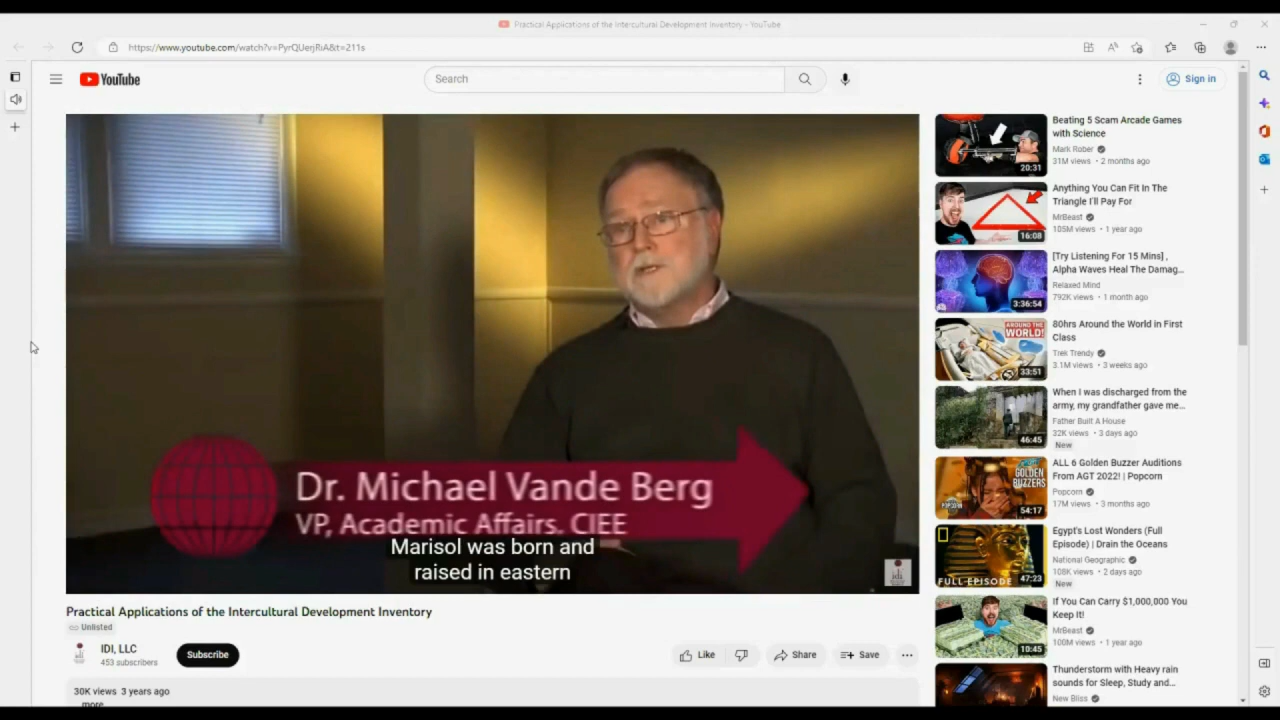 Practical Applications of the Intercultural Development Inventory - YouTube
https://www.youtube.com/watch?v=PyrQUerjRiA&t=211s
YouTube
Search
Sign in
Dr. Michael Vande Berg
VP, Academic Affairs, CIEE
Marisol was born and
raised in eastern
idi
Practical Applications of the Intercultural Development Inventory
Unlisted
IDI, LLC
453 subscribers
Subscribe
Like
Share
Save
30K views 3 years ago
more
20:31
Beating 5 Scam Arcade Games
with Science
Mark Rober
31M views • 2 months ago
16:08
Anything You Can Fit In The
Triangle I'll Pay For
MrBeast
105M views • 1 year ago
3:36:54
[Try Listening For 15 Mins] ,
Alpha Waves Heal The Damag...
Relaxed Mind
792K views • 1 month ago
AROUND THE
WORLD!
33:51
80hrs Around the World in First
Class
Trek Trendy
3.1M views • 3 weeks ago
46:45
When I was discharged from the
army, my grandfather gave me...
Father Built A House
32K views • 3 days ago
New
GOLDEN
BUZZERS
54:17
ALL 6 Golden Buzzer Auditions
From AGT 2022! | Popcorn
Popcorn
17M views • 3 months ago
FULL EPISODE
47:23
Egypt's Lost Wonders (Full
Episode) | Drain the Oceans
National Geographic
108K views • 2 days ago
New
10:45
If You Can Carry $1,000,000 You
Keep It!
MrBeast
100M views • 1 year ago
Thunderstorm with Heavy rain
sounds for Sleep, Study and...
New Bliss